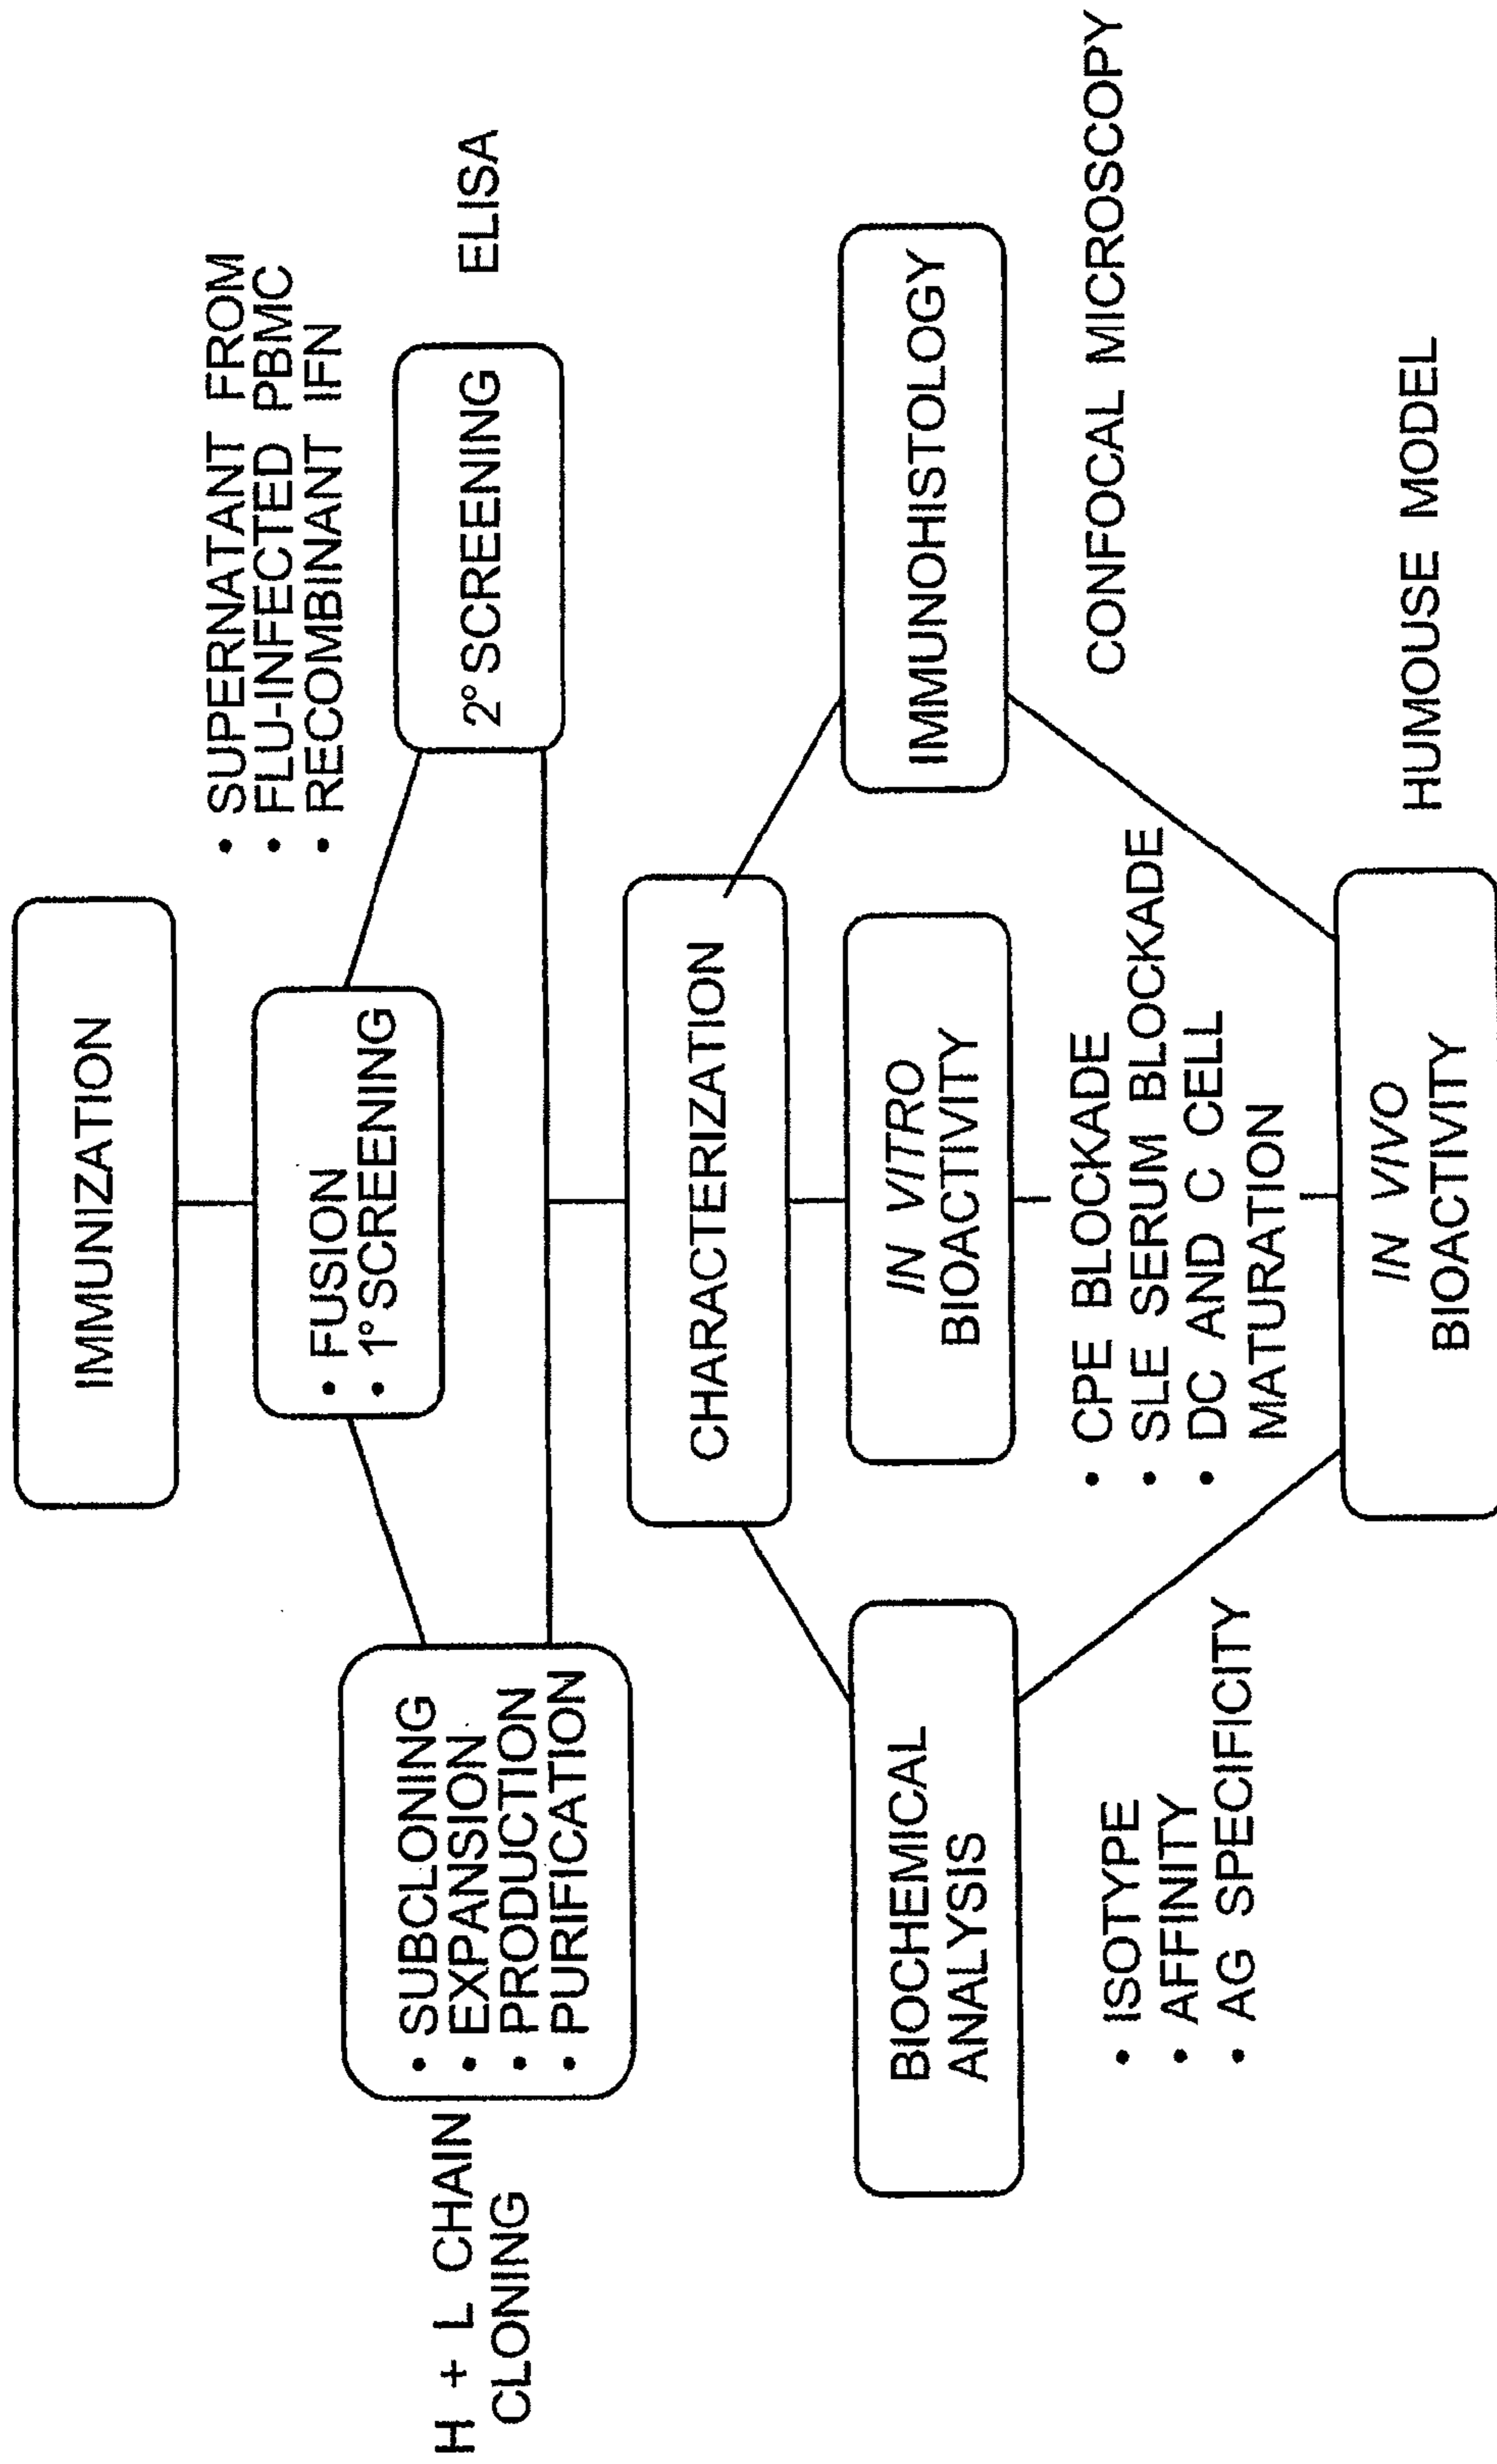 IMMUNIZATION
• FUSION
• 1° SCREENING
• SUPERNATANT FROM
• FLU-INFECTED PBMC
• RECOMBINANT IFN
H + L CHAIN
CLONING
• SUBCLONING
• EXPANSION
• PRODUCTION
• PURIFICATION
2° SCREENING
ELISA
CHARACTERIZATION
BIOCHEMICAL
ANALYSIS
IN VITRO
BIOACTIVITY
IMMUNOHISTOLOGY
• ISOTYPE
• AFFINITY
• AG SPECIFICITY
• CPE BLOCKADE
• SLE SERUM BLOCKADE
• DC AND C CELL
MATURATION
CONFOCAL MICROSCOPY
IN VIVO
BIOACTIVITY
HUMOUSE MODEL